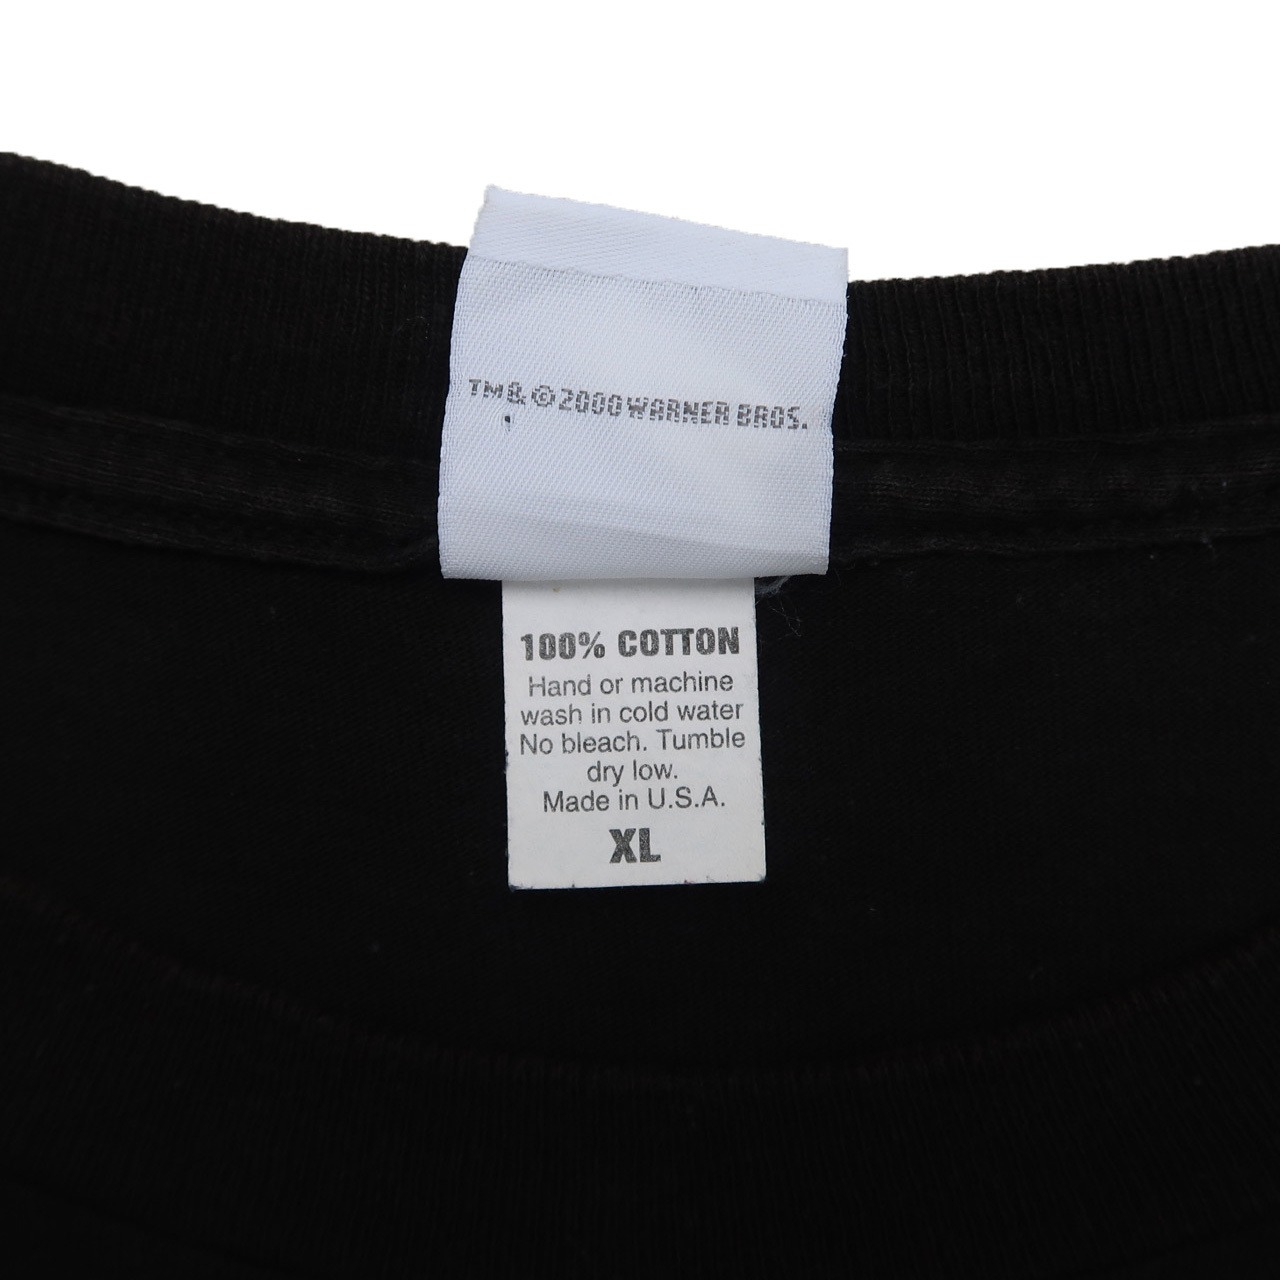 TM & © 2000 WARNER BROS.
100% COTTON
Hand or machine
wash in cold water
No bleach. Tumble
dry low.
Made in U.S.A.
XL